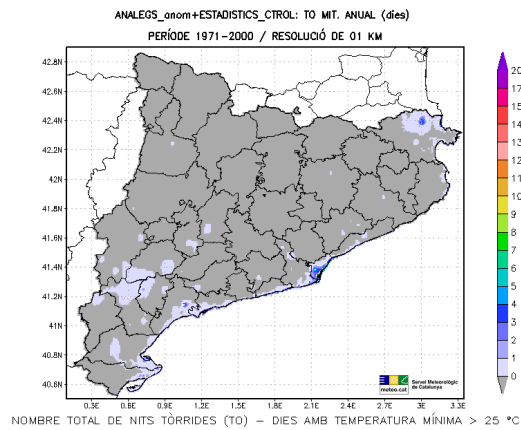 ANALEGS_anom+ESTADISTICS_CTROL: TO MIT. ANUAL (dies)
PERÍODE 1971-2000 / RESOLUCIÓ DE 01 KM
42.8N
42.6N
42.4N
42.2N
42N
41.8N
41.6N
41.4N
41.2N
41N
40.8N
40.6N
0.3E 0.6E 0.9E 1.2E 1.5E 1.8E 2.1E 2.4E 2.7E 3E 3.3E
20
17
15
14
13
12
11
10
9
8
7
6
5
4
3
2
1
0
meteo.cat
Servei Meteorològic
de Catalunya
NOMBRE TOTAL DE NITS TÒRRIDES (TO) - DIES AMB TEMPERATURA MÍNIMA > 25 ºC